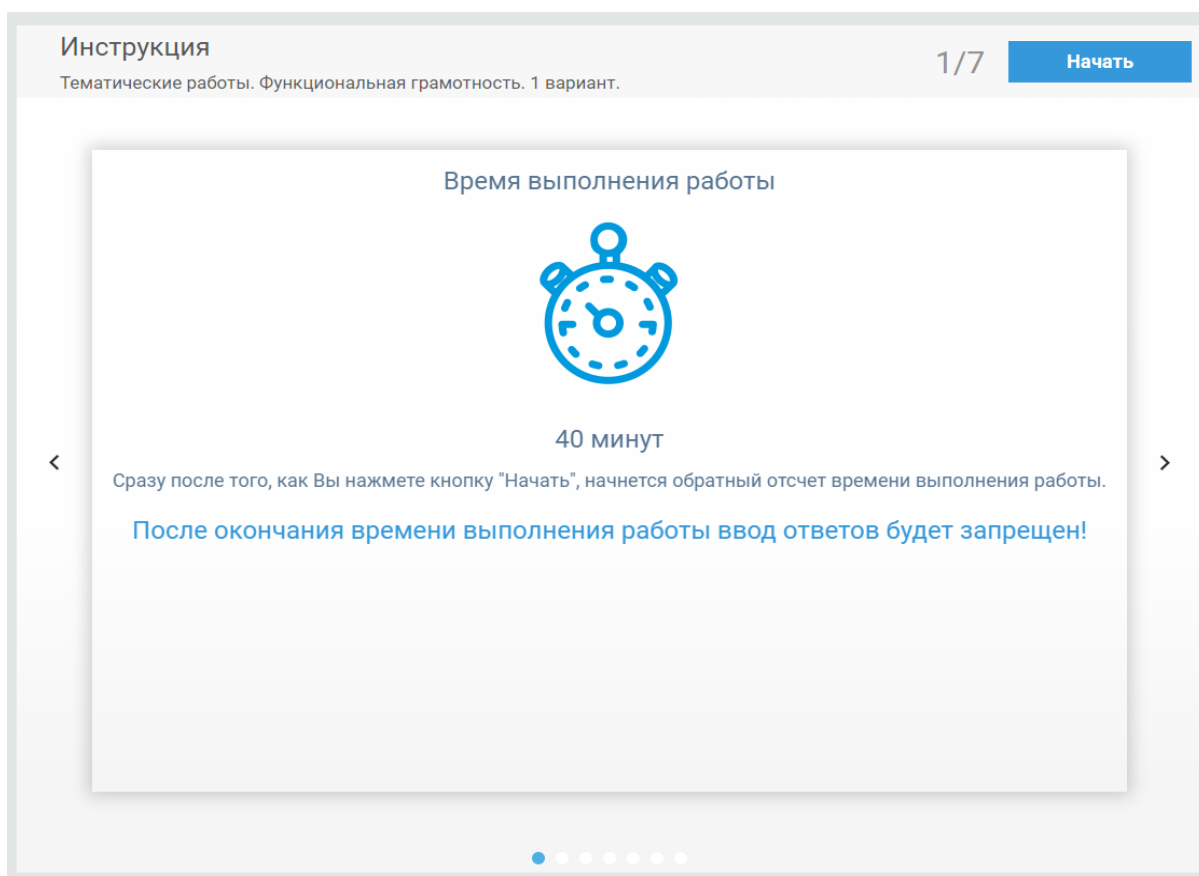 Инструкция
Тематические работы. Функциональная грамотность. 1 вариант.
1/7
Начать
Время выполнения работы
40 минут
Сразу после того, как Вы нажмете кнопку "Начать", начнется обратный отсчет времени выполнения работы.
После окончания времени выполнения работы ввод ответов будет запрещен!